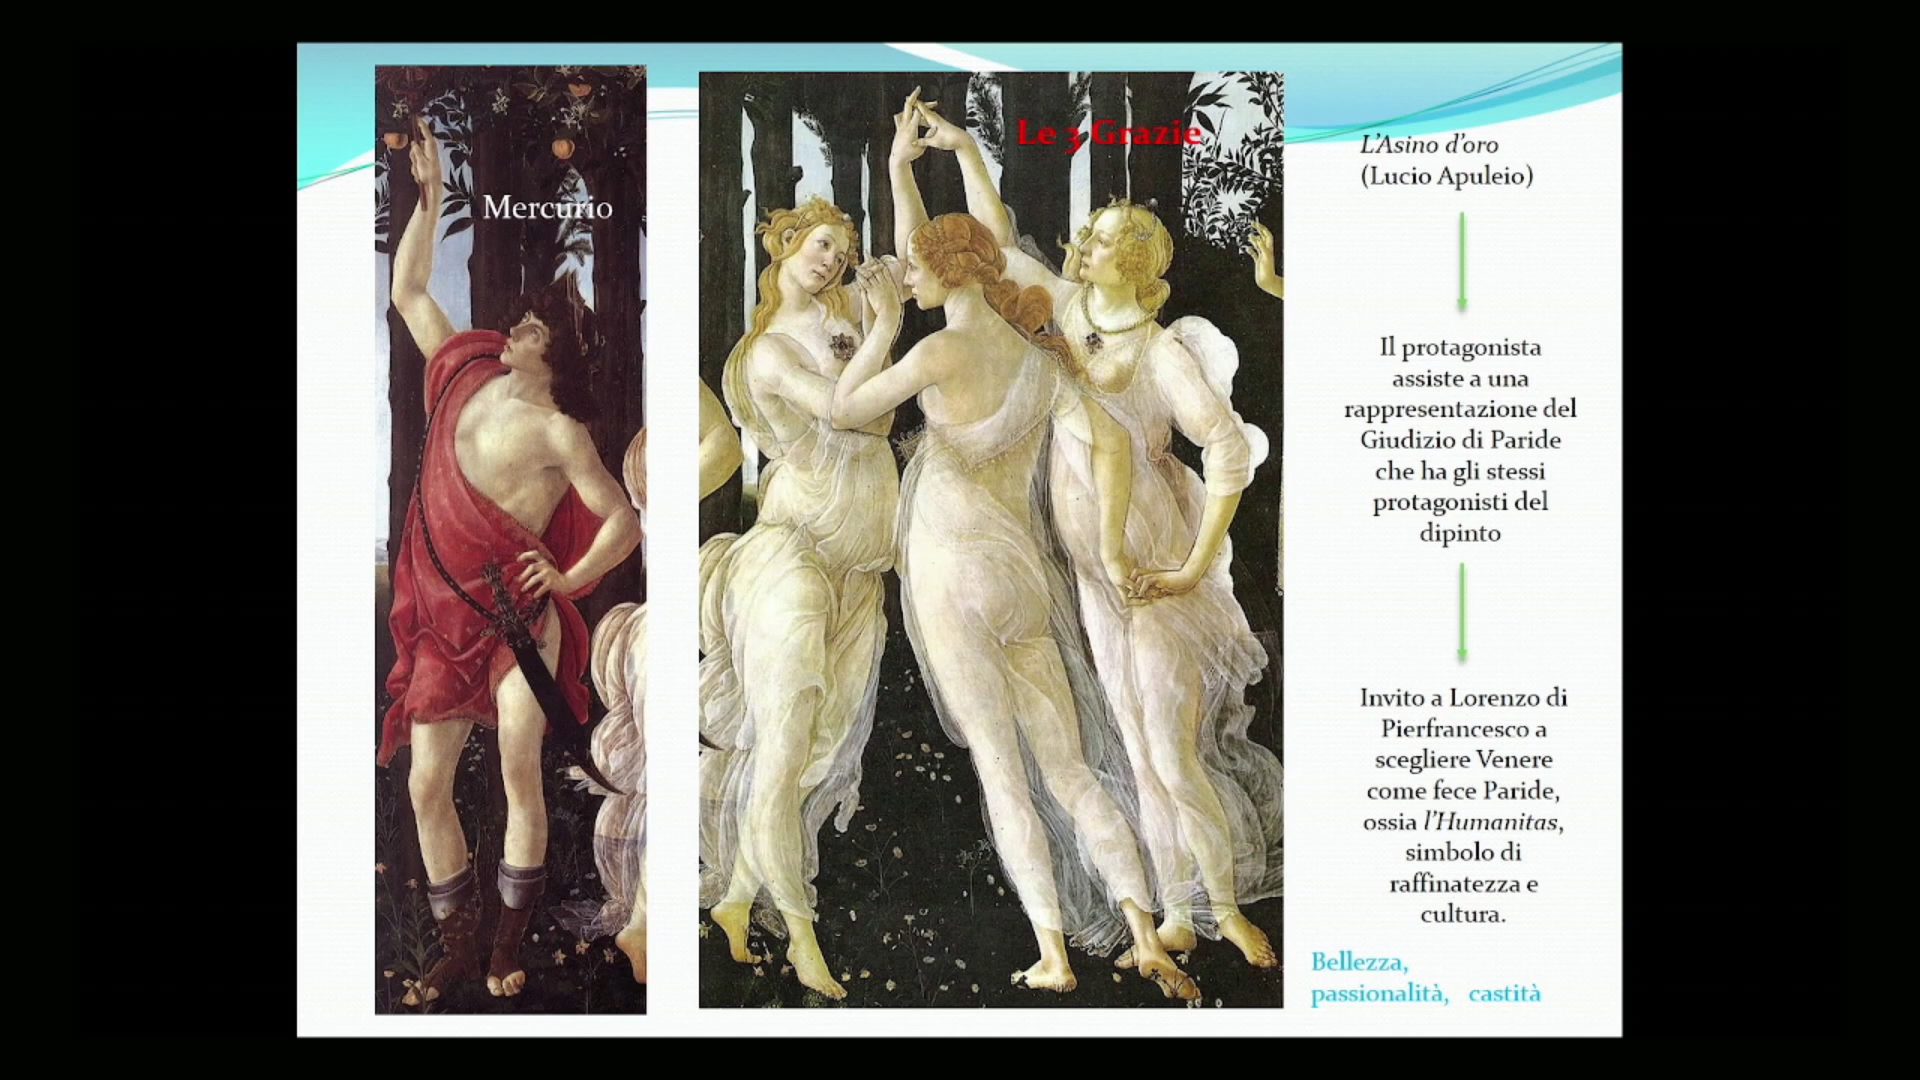 Mercurio
Le 3 Grazie
L'Asino d'oro
(Lucio Apuleio)
Il protagonista
assiste a una
rappresentazione del
Giudizio di Paride
che ha gli stessi
protagonisti del
dipinto
Invito a Lorenzo di
Pierfrancesco a
scegliere Venere
come fece Paride,
ossia l'Humanitas,
simbolo di
raffinatezza e
cultura.
Bellezza,
passionalità, castità